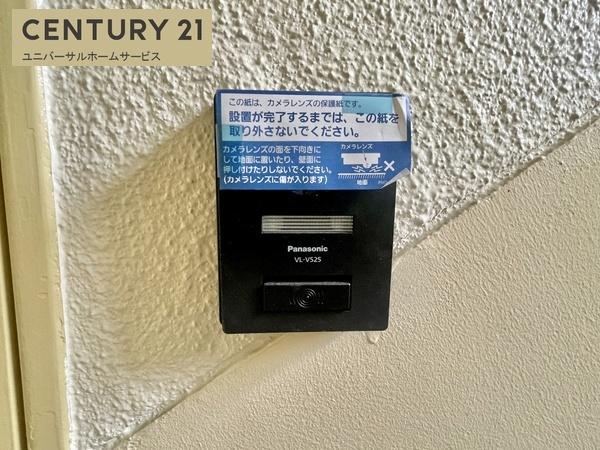 CENTURY 21
ユニバーサルホームサービス
この紙は、カメラレンズの保護紙です。
設置が完了するまでは、この紙を
取り外さないでください。
カメラレンズの面を下向きに
して地面に置いたり、壁面に
押し付けたりしないでください。
(カメラレンズに傷が入ります)
カメラレンズ
地面
Panasonic
VL-V525